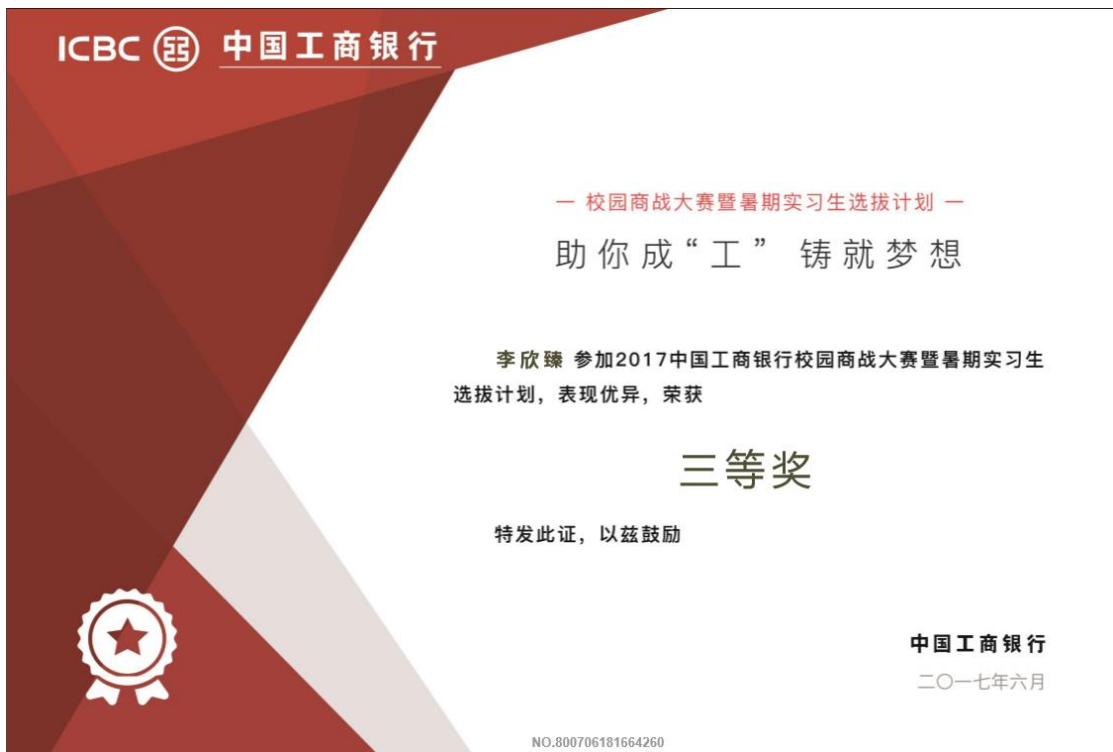 ICBC 中国工商银行
一 校园商战大赛暨暑期实习生选拔计划 一
助你成“工” 铸就梦想
李欣臻 参加2017中国工商银行校园商战大赛暨暑期实习生
选拔计划，表现优异，荣获
三等奖
特发此证，以兹鼓励
中国工商银行
二〇一七年六月
NO.800706181664260